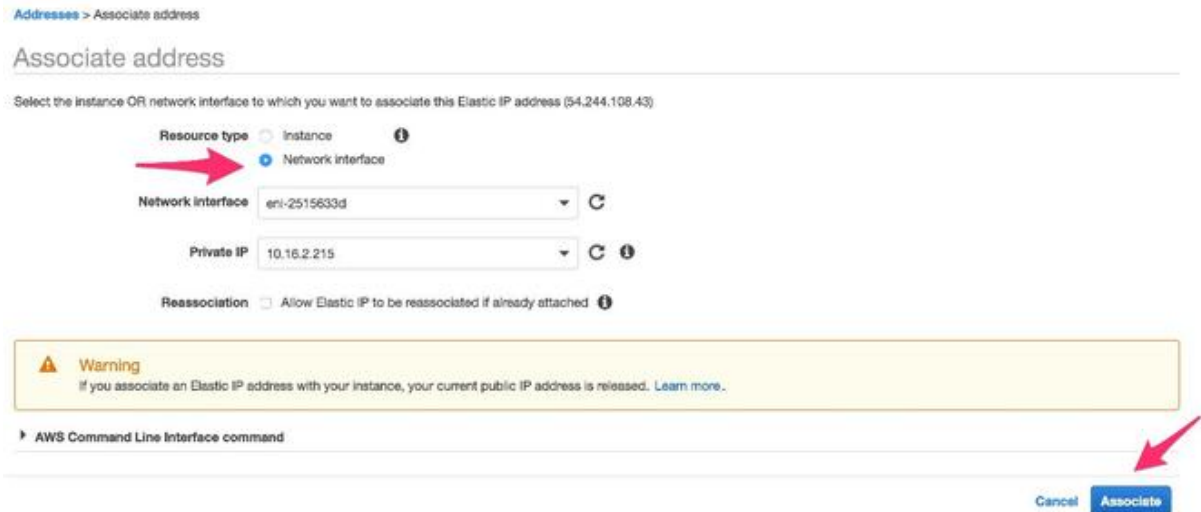 Addresses > Associate address
Associate address
Select the instance OR network interface to which you want to associate this Elastic IP address (54.244.108.43)
Resource type Instance
Network interface
Network interface eni-2515633d
Private IP 10.16.2.215
Reassociation Allow Elastic IP to be reassociated if already attached
Warning
If you associate an Elastic IP address with your instance, your current public IP address is released. Learn more.
AWS Command Line Interface command
Cancel Associate